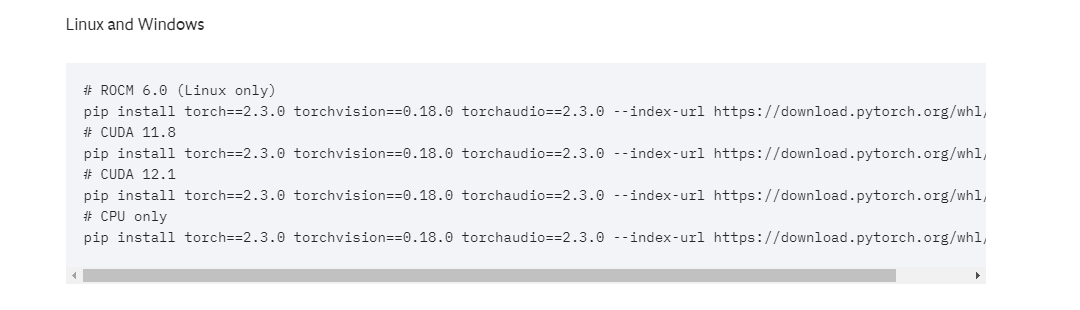 Linux and Windows
# ROCM 6.0 (Linux only)
pip install torch==2.3.0 torchvision==0.18.0 torchaudio==2.3.0 --index-url https://download.pytorch.org/whl/
# CUDA 11.8
pip install torch==2.3.0 torchvision==0.18.0 torchaudio==2.3.0 --index-url https://download.pytorch.org/whl/
# CUDA 12.1
pip install torch==2.3.0 torchvision==0.18.0 torchaudio==2.3.0 --index-url https://download.pytorch.org/whl/
# CPU only
pip install torch==2.3.0 torchvision==0.18.0 torchaudio==2.3.0 --index-url https://download.pytorch.org/whl/